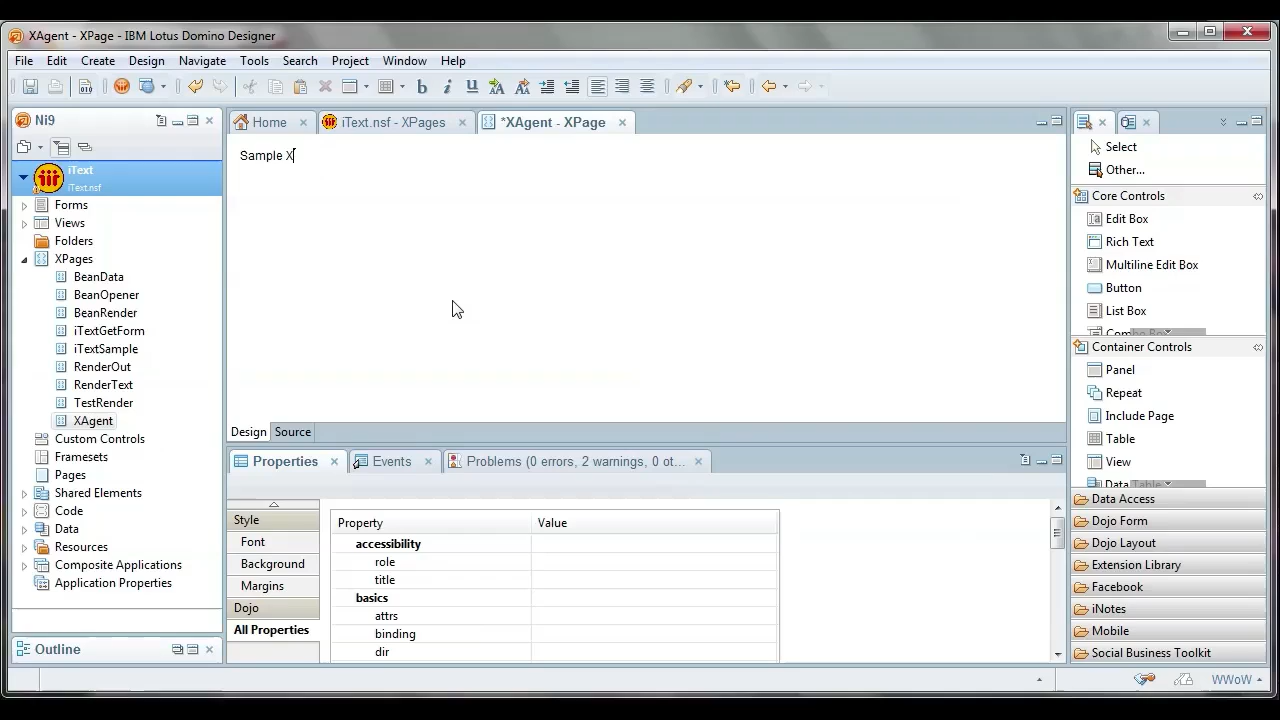 XAgent - XPage - IBM Lotus Domino Designer
File Edit Create Design Navigate Tools Search Project Window Help
Ni9
Home
iText.nsf - XPages
*XAgent - XPage
iText
iText.nsf
Forms
Views
Folders
XPages
BeanData
BeanOpener
BeanRender
iTextGetForm
iTextSample
RenderOut
RenderText
TestRender
XAgent
Custom Controls
Framesets
Pages
Shared Elements
Code
Data
Resources
Composite Applications
Application Properties
Outline
Sample X
Design Source
Properties
Events
Problems (0 errors, 2 warnings, 0 ot...
Style
Font
Background
Margins
Dojo
All Properties
Property Value
accessibility
role
title
basics
attrs
binding
dir
Select
Other...
Core Controls
Edit Box
Rich Text
Multiline Edit Box
Button
List Box
Container Controls
Panel
Repeat
Include Page
Table
View
Data Table
Data Access
Dojo Form
Dojo Layout
Extension Library
Facebook
iNotes
Mobile
Social Business Toolkit
WWoW